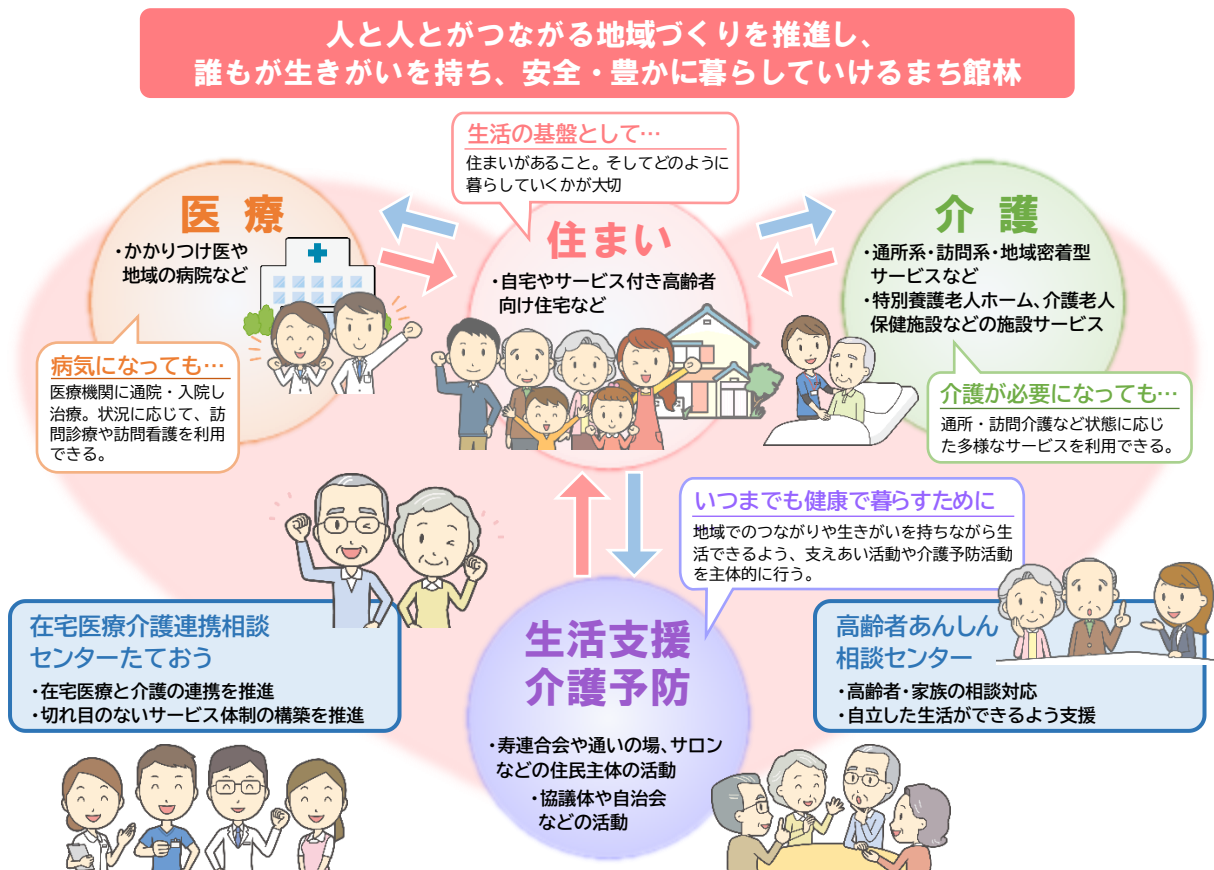 人と人とがつながる地域づくりを推進し、
誰もが生きがいを持ち、安全・豊かに暮らしていけるまち館林
生活の基盤として…
住まいがあること。そしてどのように
暮らしていくかが大切
医療
・かかりつけ医や
地域の病院など
病気になっても…
医療機関に通院・入院し
治療。状況に応じて、訪
問診療や訪問看護を利用
できる。
住まい
・自宅やサービス付き高齢者
向け住宅など
介護
・通所系・訪問系・地域密着型
サービスなど
・特別養護老人ホーム、介護老人
保健施設などの施設サービス
介護が必要になっても…
通所・訪問介護など状態に応じ
た多様なサービスを利用できる。
いつまでも健康で暮らすために
地域でのつながりや生きがいを持ちながら生
活できるよう、支えあい活動や介護予防活動
を主体的に行う。
在宅医療介護連携相談
センターたておう
・在宅医療と介護の連携を推進
・切れ目のないサービス体制の構築を推進
生活支援
介護予防
・寿連合会や通いの場、サロン
などの住民主体の活動
・協議体や自治会
などの活動
高齢者あんしん
相談センター
・高齢者・家族の相談対応
・自立した生活ができるよう支援